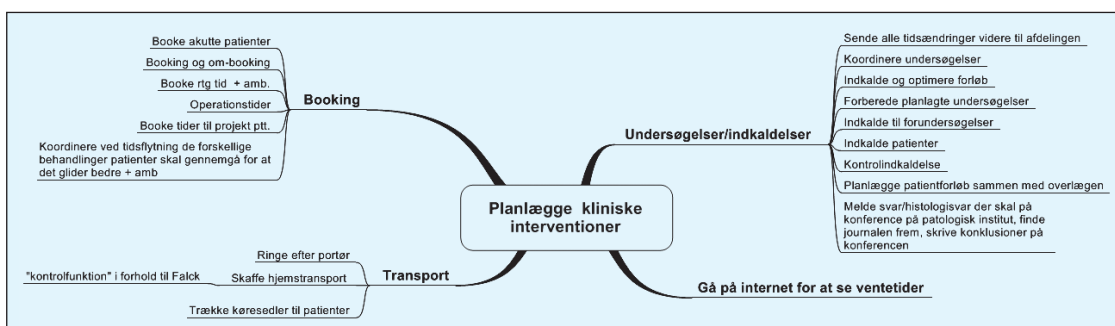 Booke akutte patienter
Booking og om-booking
Booke rtg tid + amb.
Operationstider
Booke tider til projekt ptt.
Koordinere ved tidsflytning de forskellige
behandlinger patienter skal gennemgå for at
det glider bedre + amb
Booking
Planlægge kliniske
interventioner
Undersøgelser/indkaldelser
Sende alle tidsændringer videre til afdelingen
Koordinere undersøgelser
Indkalde og optimere forløb
Forberede planlagte undersøgelser
Indkalde til forundersøgelser
Indkalde patienter
Kontrolindkaldelse
Planlægge patientforløb sammen med overlægen
Melde svar/histologisvar der skal på
konference på patologisk institut, finde
journalen frem, skrive konklusioner på
konferencen
Ringe efter portør
"kontrolfunktion" i forhold til Falck
Skaffe hjemstransport
Trække køresedler til patienter
Transport
Gå på internet for at se ventetider